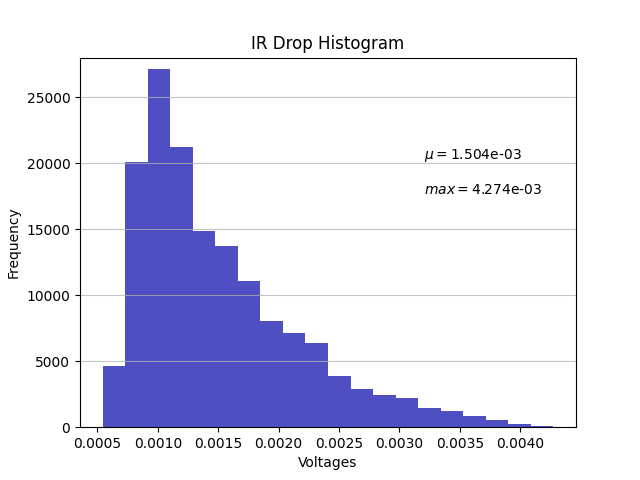 IR Drop Histogram
Frequency
25000
20000
15000
10000
5000
0
μ = 1.504e-03
max = 4.274e-03
0.0005 0.0010 0.0015 0.0020 0.0025 0.0030 0.0035 0.0040
Voltages